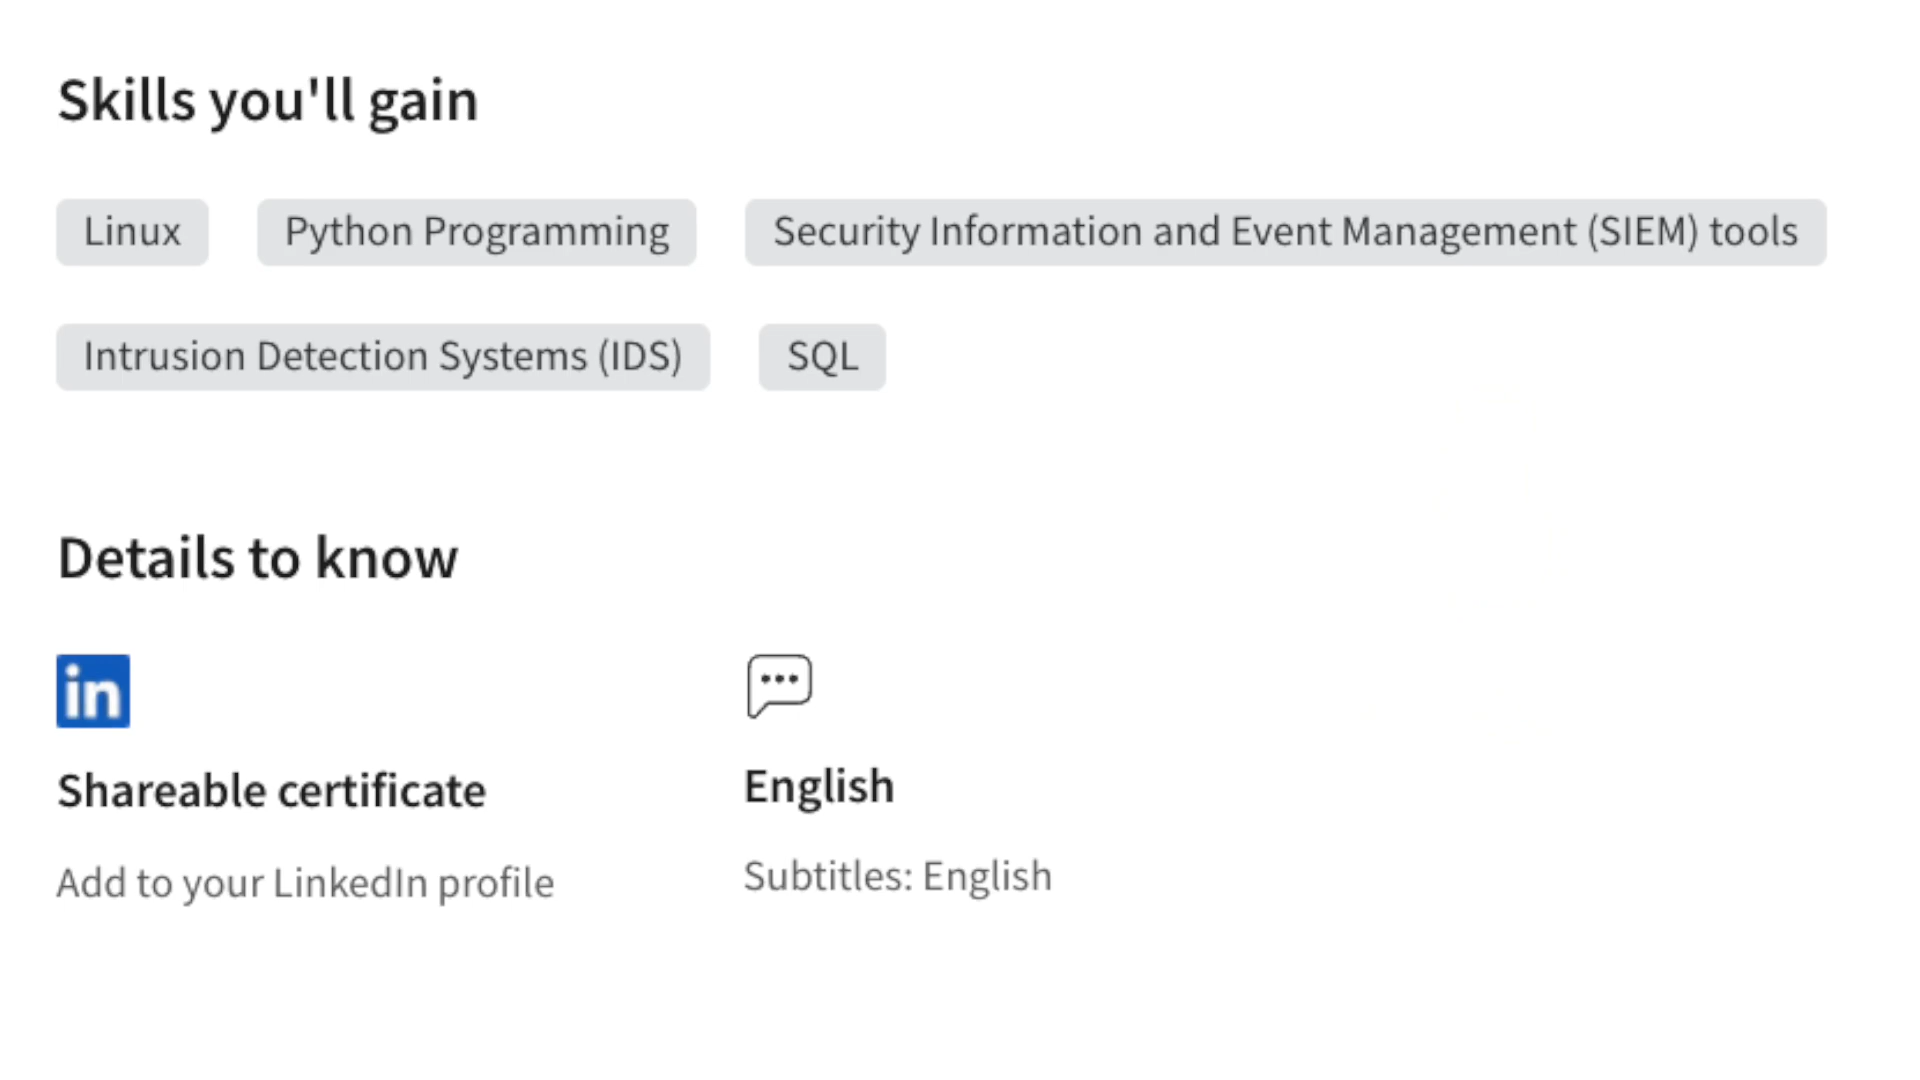 Skills you'll gain
Linux Python Programming Security Information and Event Management (SIEM) tools
Intrusion Detection Systems (IDS) SQL
Details to know
in
Shareable certificate English
Add to your LinkedIn profile Subtitles: English